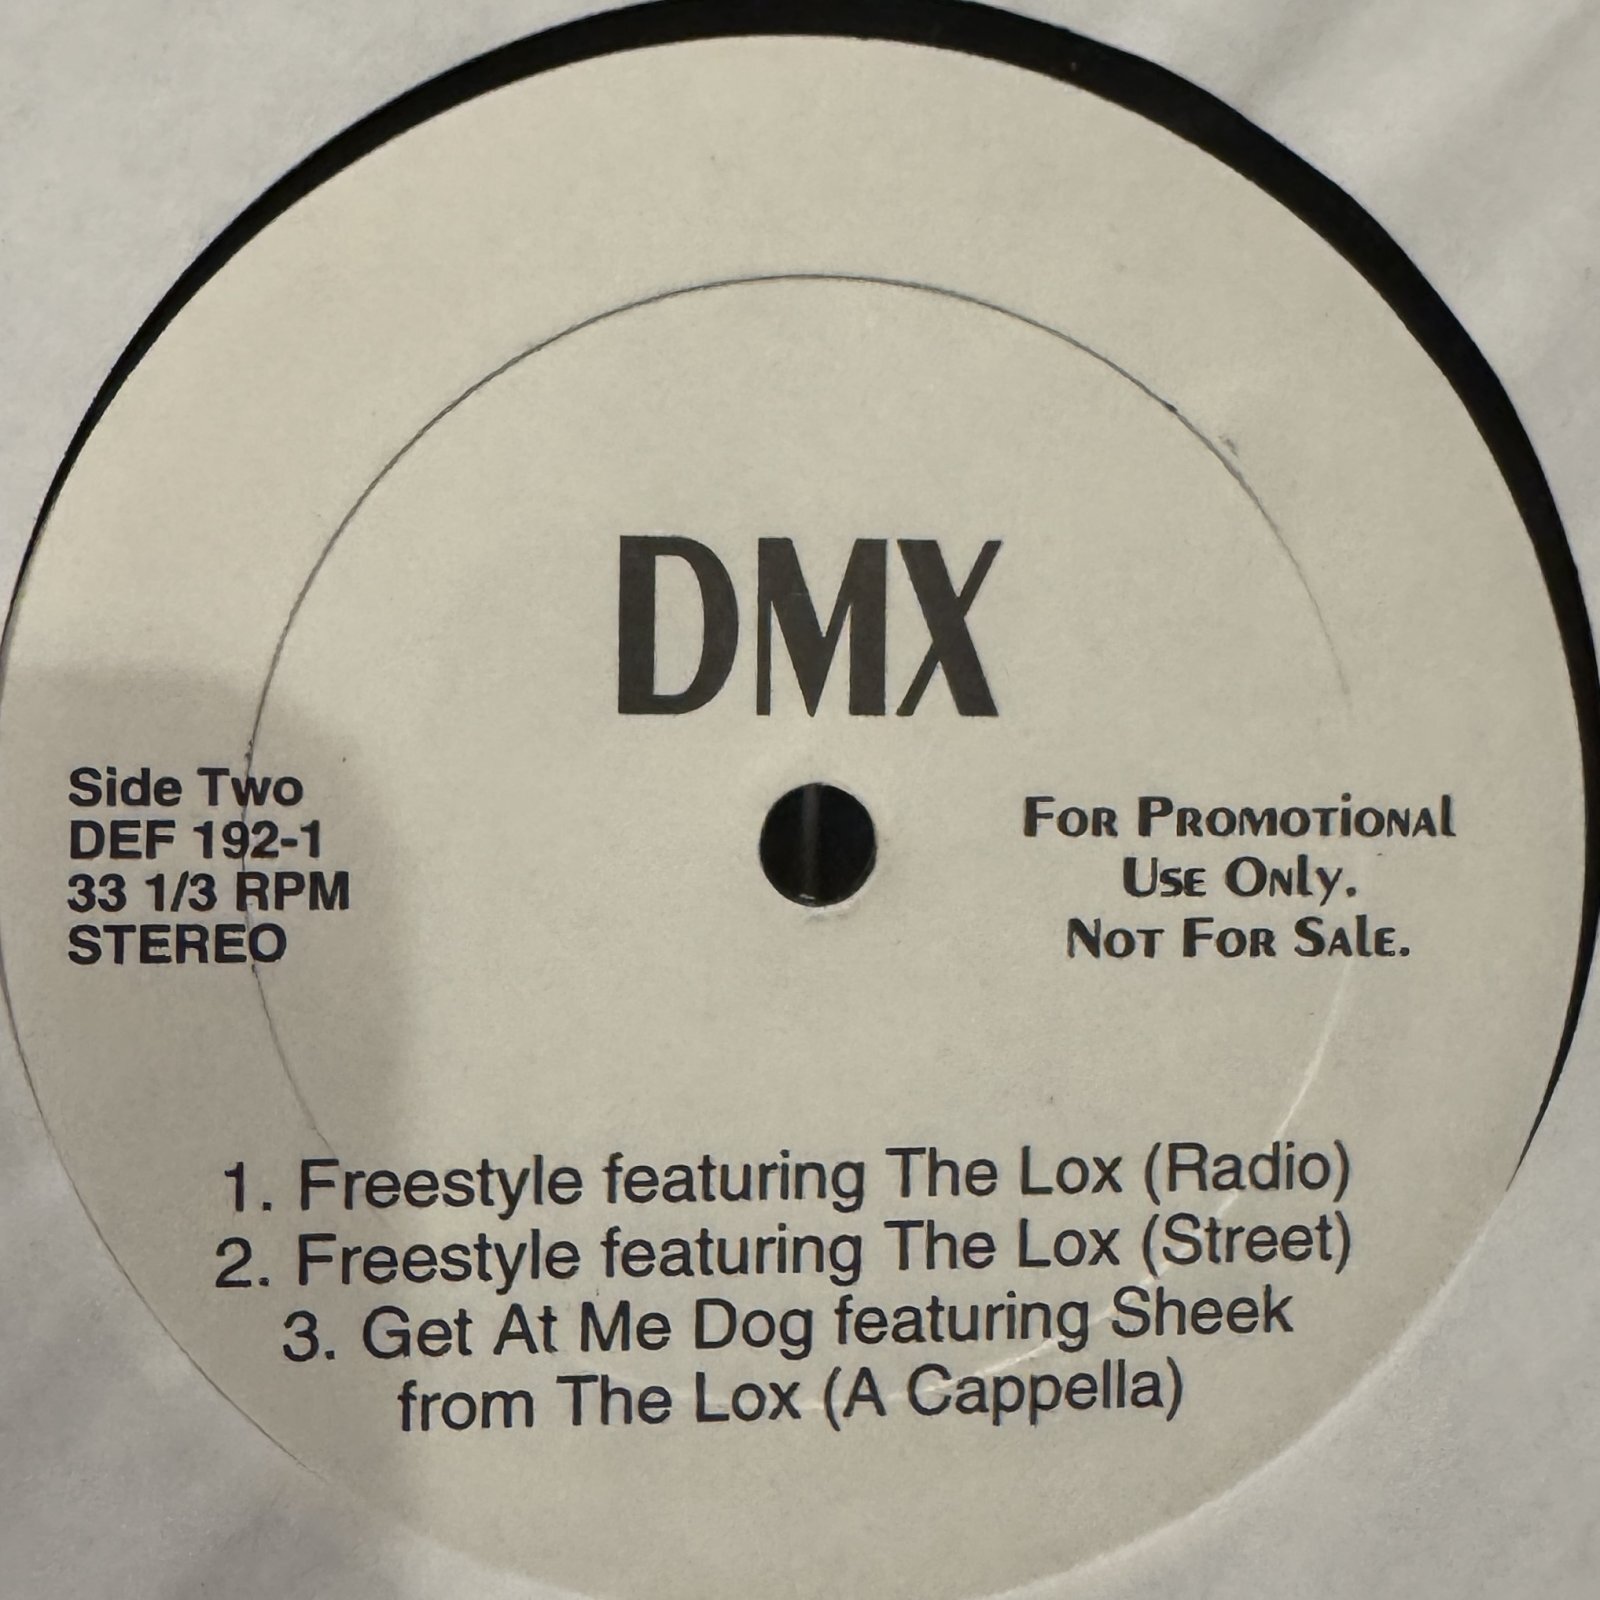 DMX
Side Two
DEF 192-1
33 1/3 RPM
STEREO
For Promotional
Use Only.
Not For Sale.
1. Freestyle featuring The Lox (Radio)
2. Freestyle featuring The Lox (Street)
3. Get At Me Dog featuring Sheek
from The Lox (A Cappella)